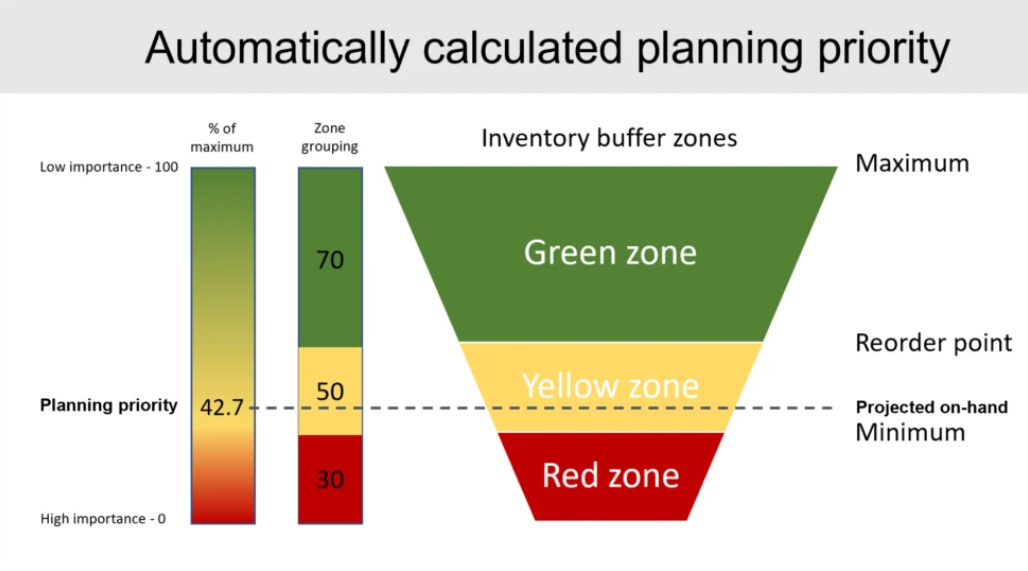 Automatically calculated planning priority
% of
maximum
Zone
grouping
Inventory buffer zones
Low importance - 100
Maximum
70
Green zone
Reorder point
50
Yellow zone
Planning priority
42.7
Projected on-hand
Minimum
30
Red zone
High importance - 0